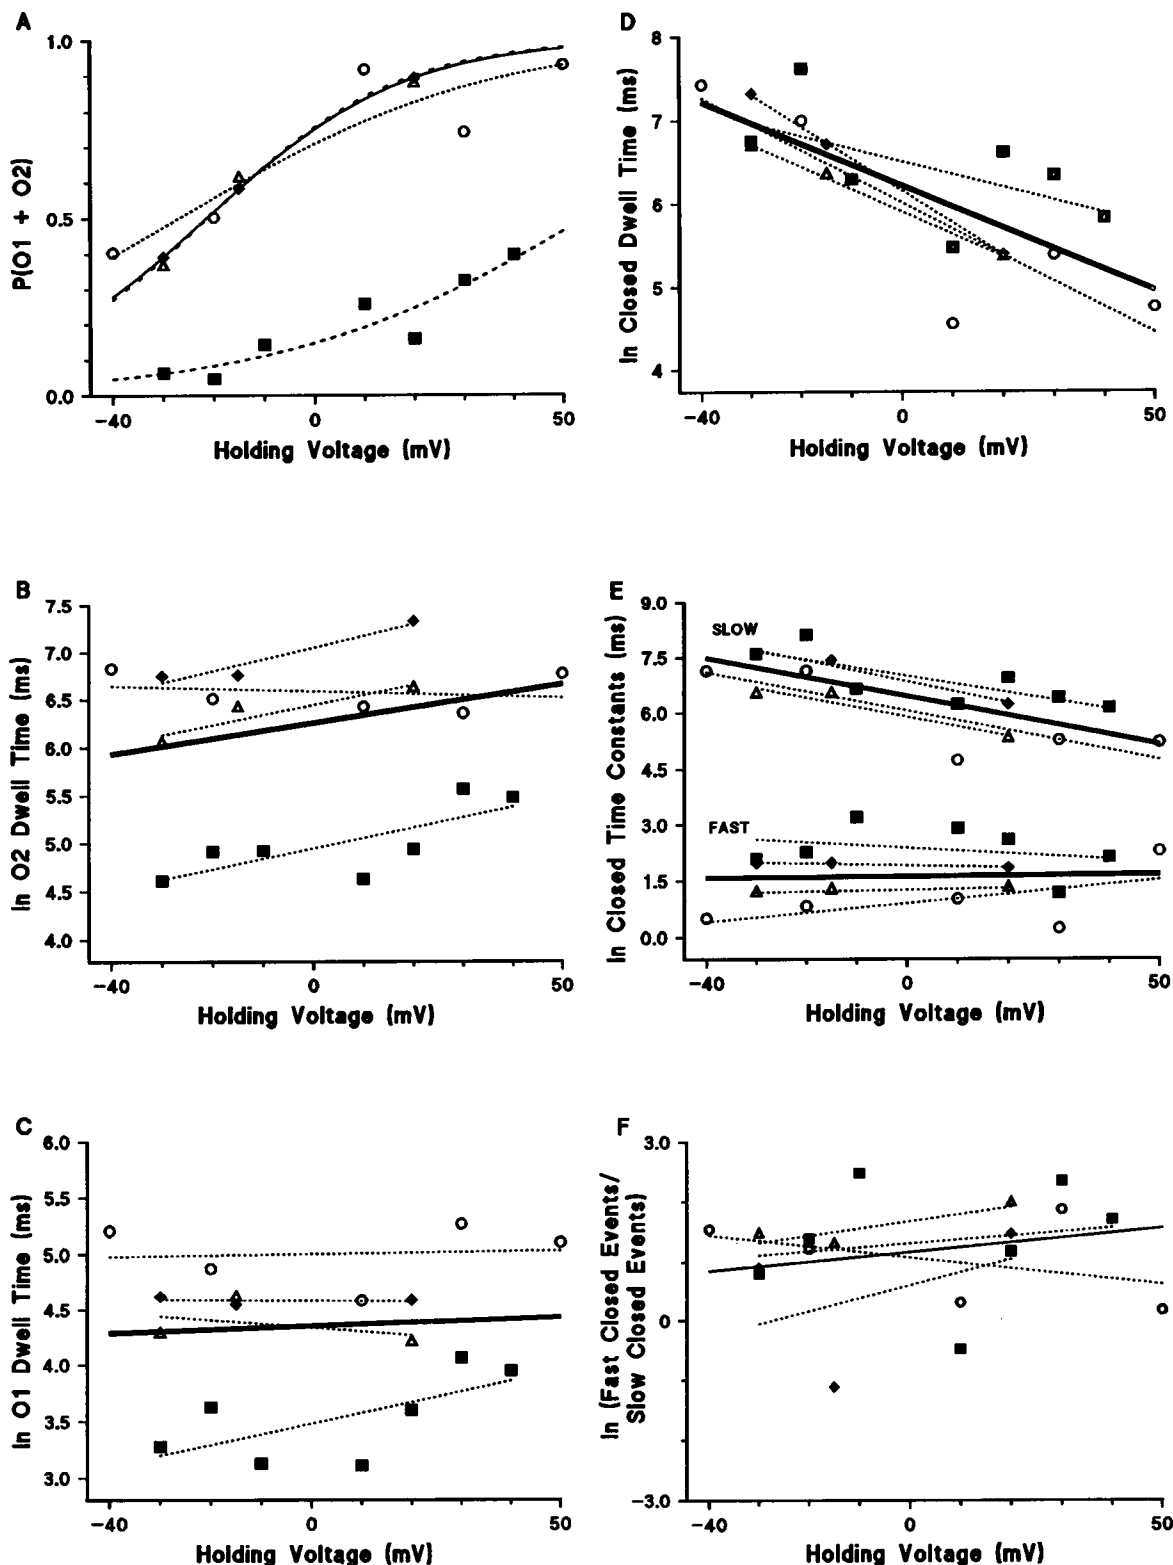 A
P(O1 + O2)
1.0
0.5
0.0
-40
0
50
Holding Voltage (mV)
D
ln Closed Dwell Time (ms)
8
7
6
5
4
-40
0
50
Holding Voltage (mV)
B
ln O2 Dwell Time (ms)
7.5
7.0
6.5
6.0
5.5
5.0
4.5
4.0
-40
0
50
Holding Voltage (mV)
E
ln Closed Time Constants (ms)
9.0
7.5
6.0
4.5
3.0
1.5
0.0
SLOW
FAST
-40
0
50
Holding Voltage (mV)
C
ln O1 Dwell Time (ms)
6.0
5.5
5.0
4.5
4.0
3.5
3.0
-40
0
50
Holding Voltage (mV)
F
ln (Fast Closed Events/
Slow Closed Events)
3.0
0
-3.0
-40
0
50
Holding Voltage (mV)